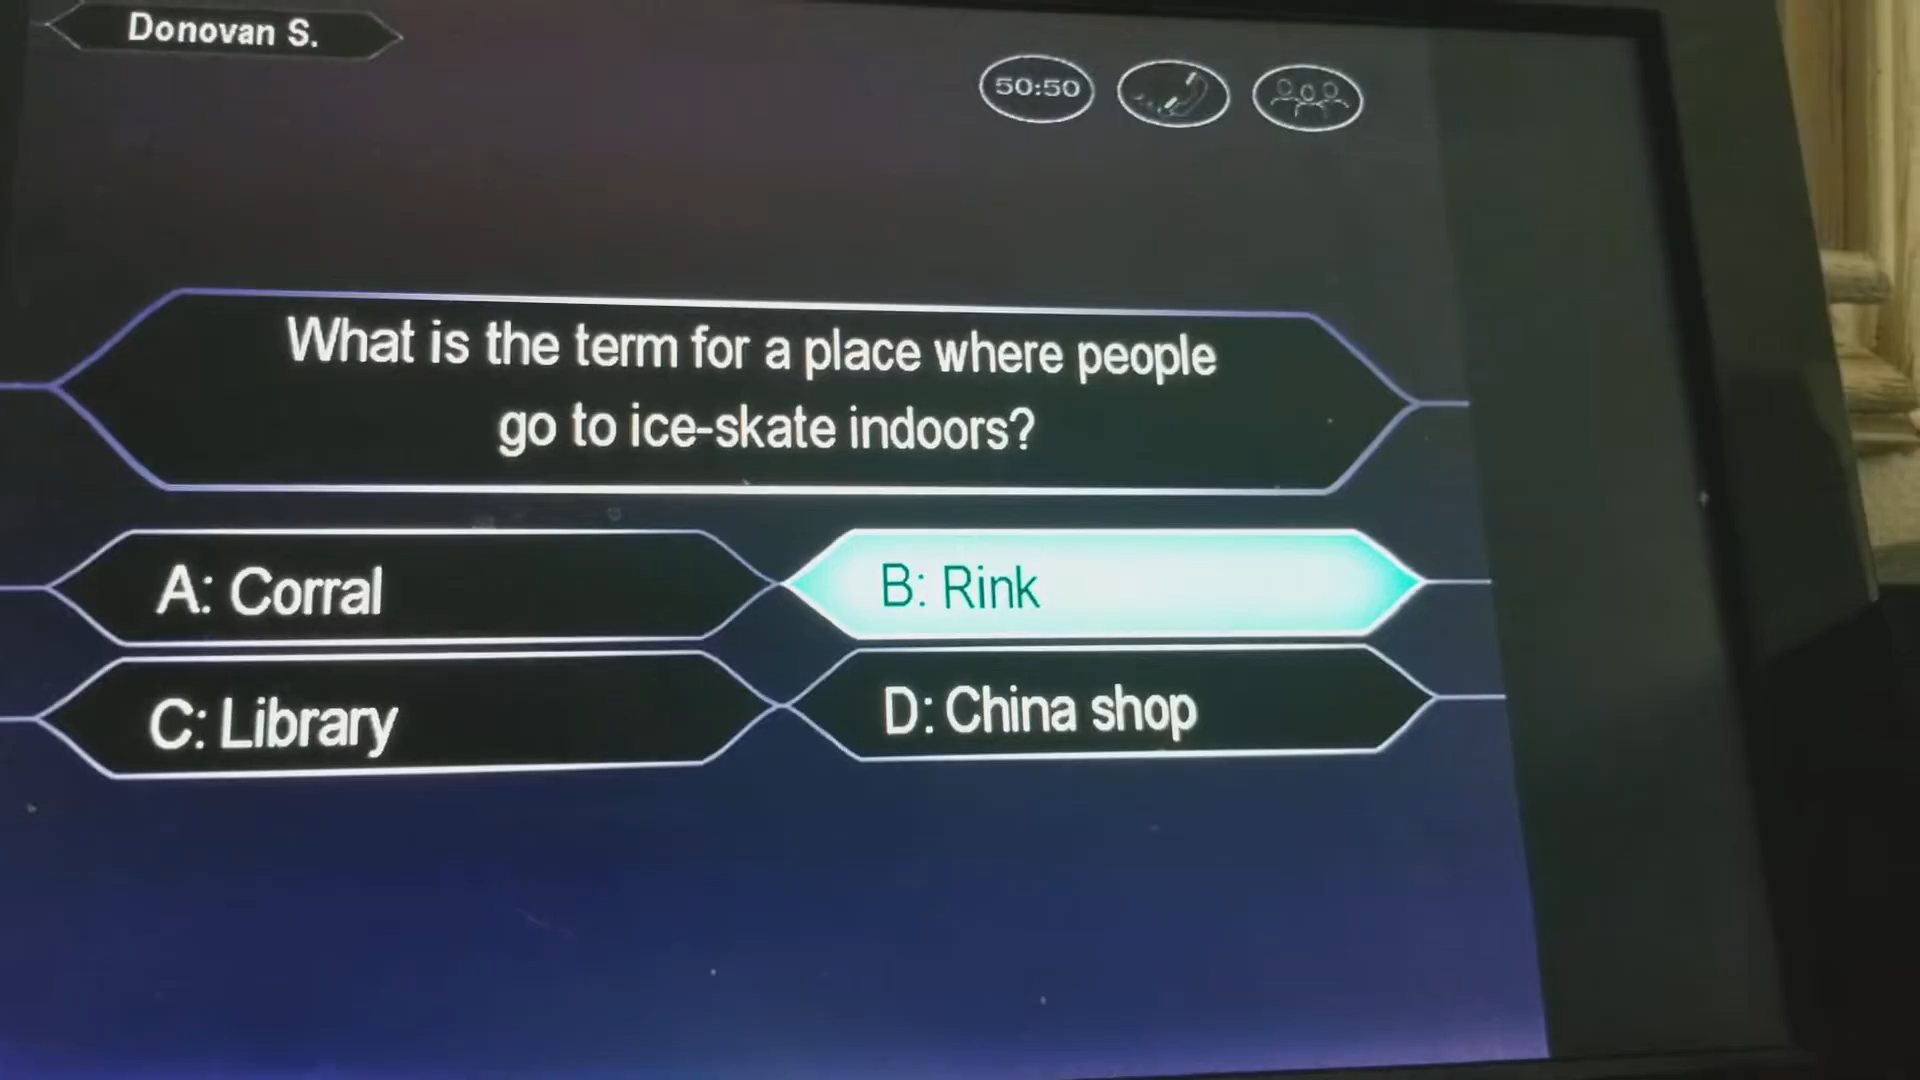 Donovan S.
50:50
What is the term for a place where people
go to ice-skate indoors?
A: Corral
B: Rink
C: Library
D: China shop